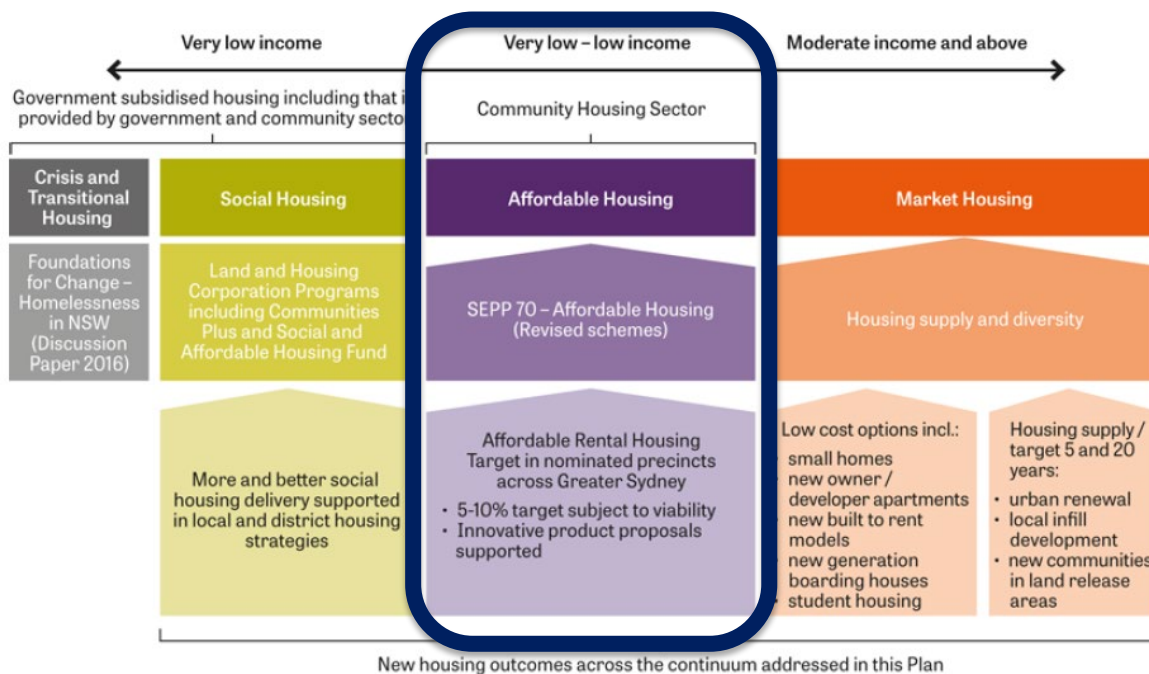 Very low income
Very low – low income
Moderate income and above
Government subsidised housing including that i
provided by government and community sector
Community Housing Sector
Crisis and
Transitional
Housing
Social Housing
Affordable Housing
Market Housing
Foundations
for Change –
Homelessness
in NSW
(Discussion
Paper 2016)
Land and Housing
Corporation Programs
including Communities
Plus and Social and
Affordable Housing Fund
SEPP 70 – Affordable Housing
(Revised schemes)
Housing supply and diversity
More and better social
housing delivery supported
in local and district housing
strategies
Affordable Rental Housing
Target in nominated precincts
across Greater Sydney
• 5-10% target subject to viability
• Innovative product proposals
supported
Low cost options incl.:
• small homes
• new owner /
developer apartments
• new built to rent
models
• new generation
boarding houses
• student housing
Housing supply /
target 5 and 20
years:
• urban renewal
• local infill
development
• new communities
in land release
areas
New housing outcomes across the continuum addressed in this Plan